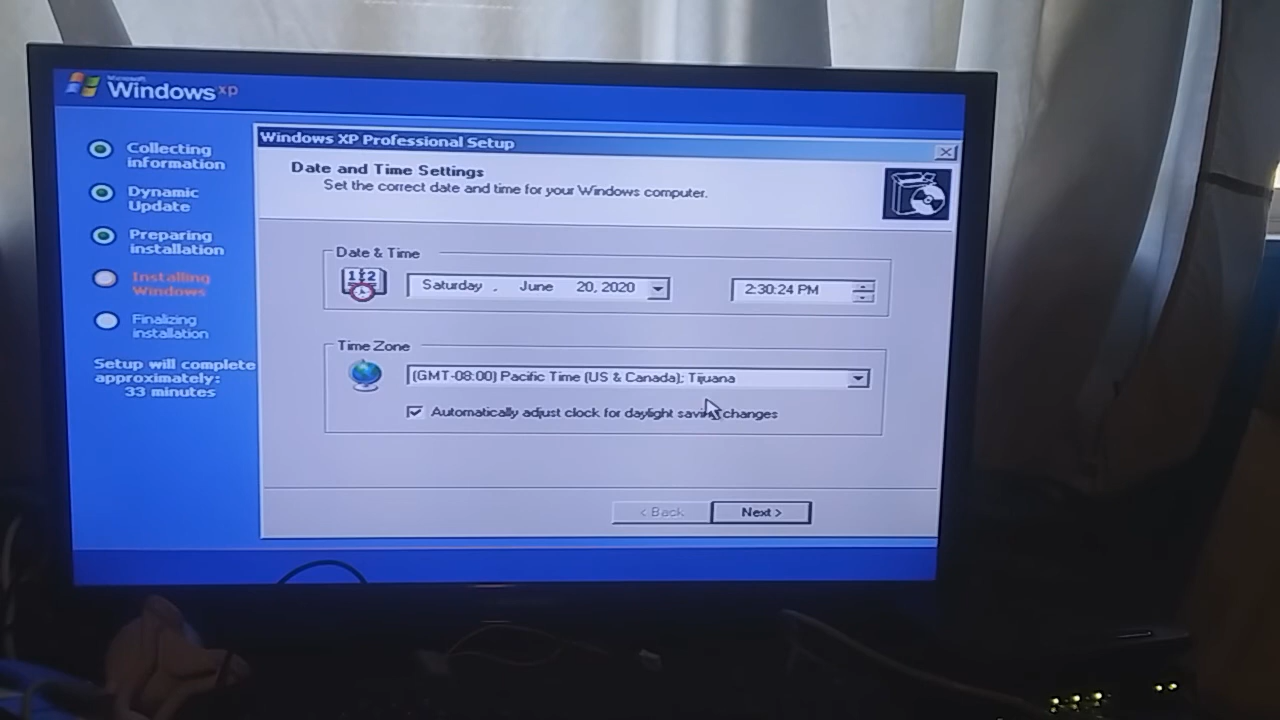 Microsoft
Windows xp
Collecting
information
Dynamic
Update
Preparing
installation
Installing
Windows
Finalizing
installation
Setup will complete
approximately:
33 minutes
Windows XP Professional Setup
Date and Time Settings
Set the correct date and time for your Windows computer.
Date & Time
Saturday , June 20, 2020
2:30:24 PM
Time Zone
(GMT-08:00) Pacific Time (US & Canada); Tijuana
Automatically adjust clock for daylight saving changes
< Back
Next >